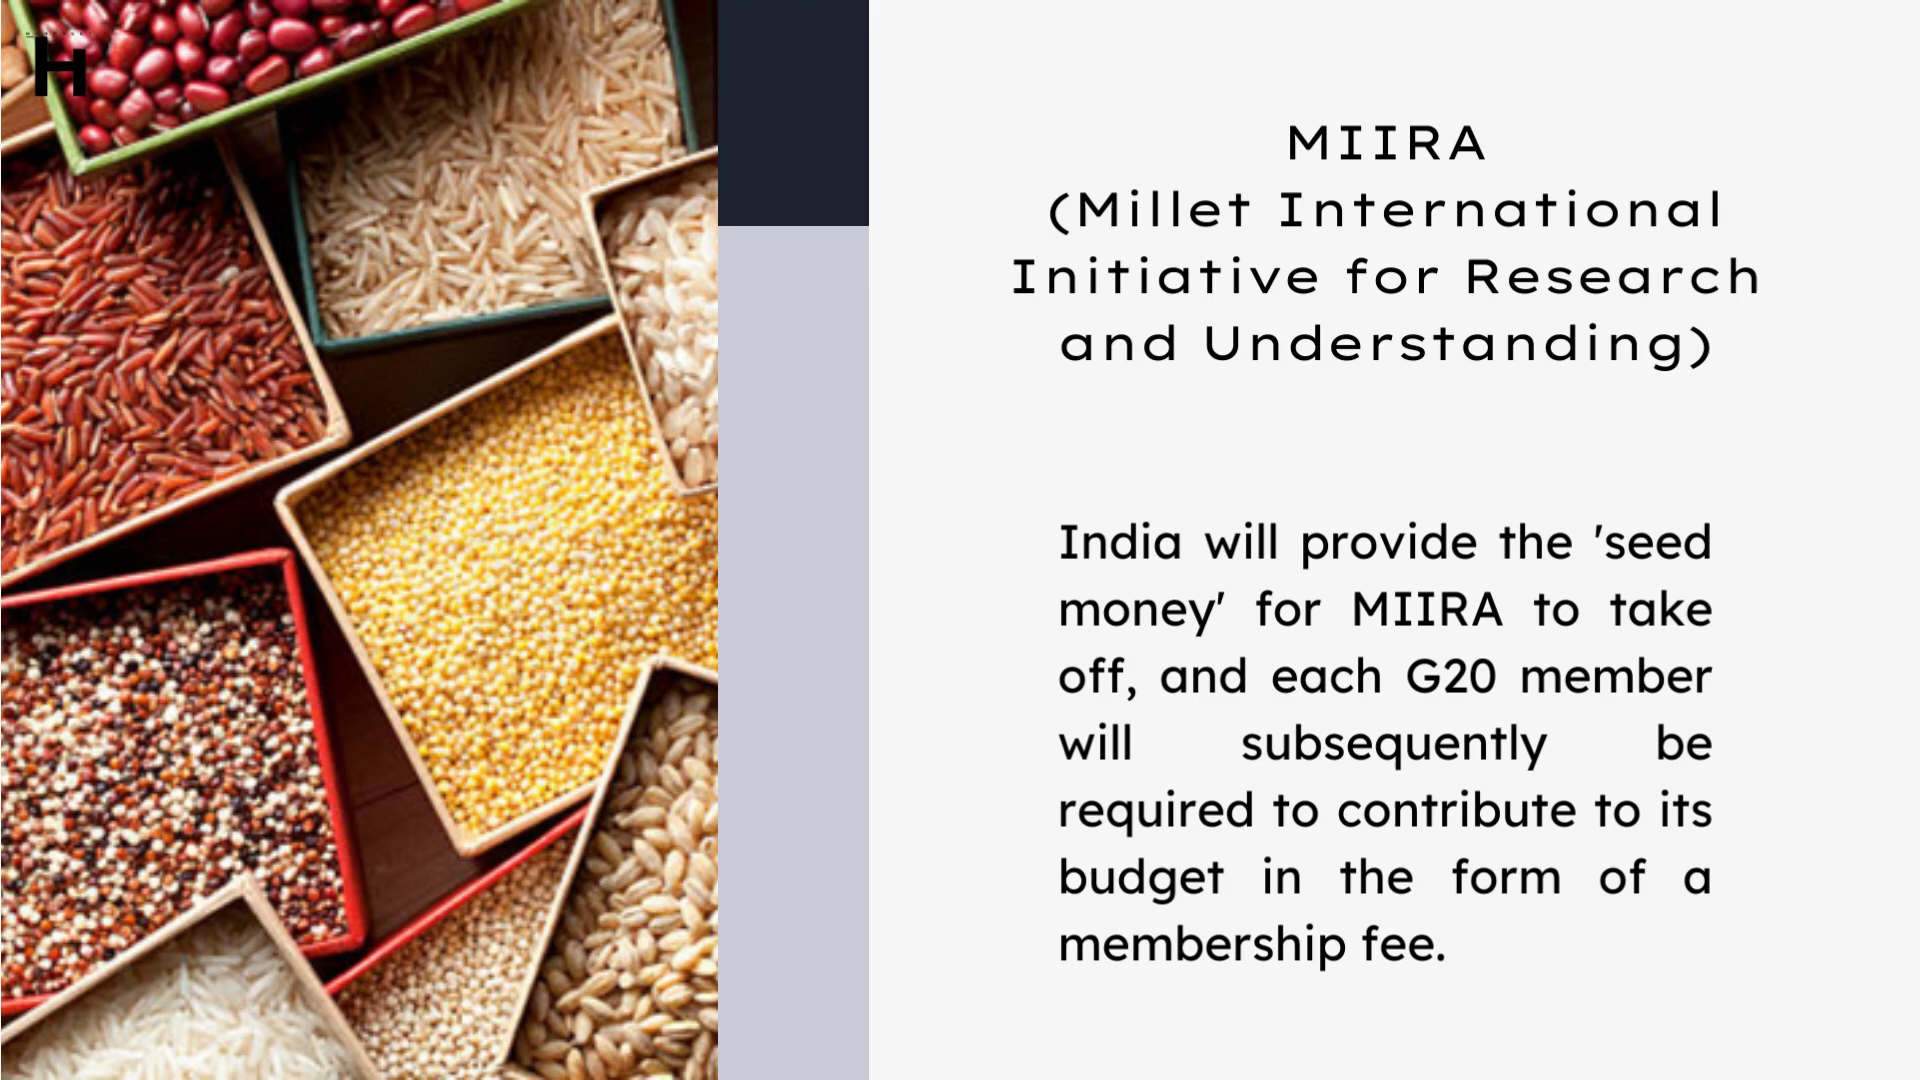 H
MIIRA
(Millet International
Initiative for Research
and Understanding)
India will provide the 'seed
money' for MIIRA to take
off, and each G20 member
will subsequently be
required to contribute to its
budget in the form of a
membership fee.